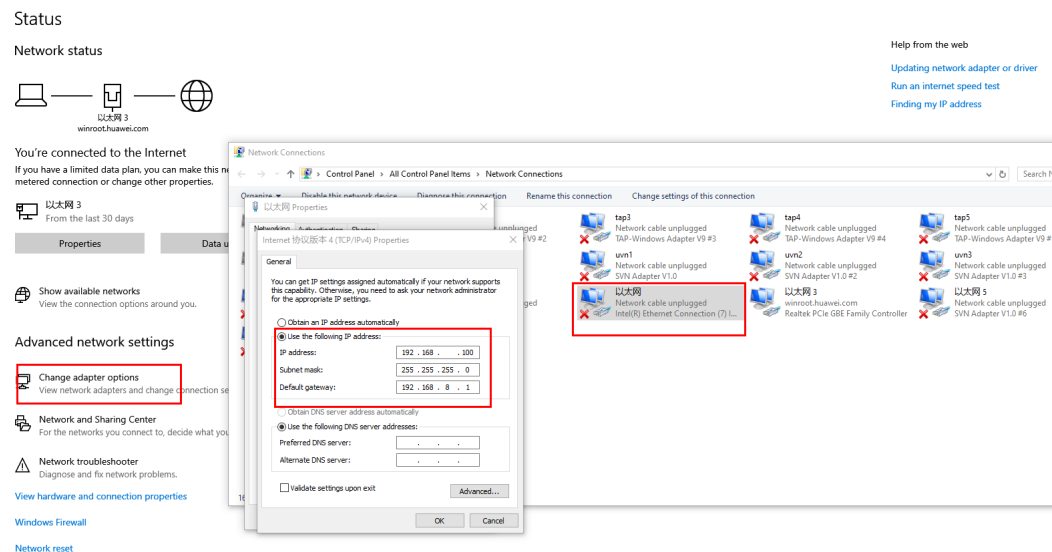 Status
Network status
以太网 3
winroot.huawei.com
You're connected to the Internet
If you have a limited data plan, you can make this
metered connection or change other properties.
以太网 3
From the last 30 days
Properties
Data
Show available networks
View the connection options around you.
Advanced network settings
Change adapter options
View network adapters and change connection
Network and Sharing Center
For the networks you connect to, decide what you
Network troubleshooter
Diagnose and fix network problems.
View hardware and connection properties
Windows Firewall
Network reset
Help from the web
Updating network adapter or driver
Run an internet speed test
Finding my IP address
Network Connections
Control Panel > All Control Panel Items > Network Connections
Search
Organize Disable this network device Diagnose this connection Rename this connection Change settings of this connection
以太网 Properties
Networking Authentication Sharing
Internet 协议版本 4 (TCP/IPv4) Properties
General
You can get IP settings assigned automatically if your network supports
this capability. Otherwise, you need to ask your network administrator
for the appropriate IP settings.
Obtain an IP address automatically
Use the following IP address:
IP address: 192 . 168 . . 100
Subnet mask: 255 . 255 . 255 . 0
Default gateway: 192 . 168 . 8 . 1
Obtain DNS server address automatically
Use the following DNS server addresses:
Preferred DNS server: . . .
Alternate DNS server: . . .
Validate settings upon exit
Advanced...
OK Cancel
V9 #2
tap3
Network cable unplugged
TAP-Windows Adapter V9 #3
tap4
Network cable unplugged
TAP-Windows Adapter V9 #4
tap5
Network cable unplugged
TAP-Windows Adapter V9 #
uvn1
Network cable unplugged
SVN Adapter V1.0
uvn2
Network cable unplugged
SVN Adapter V1.0 #2
uvn3
Network cable unplugged
SVN Adapter V1.0 #3
以太网
Network cable unplugged
Intel(R) Ethernet Connection (7) I...
以太网 3
winroot.huawei.com
Realtek PCIe GBE Family Controller
以太网 5
Network cable unplugged
SVN Adapter V1.0 #6